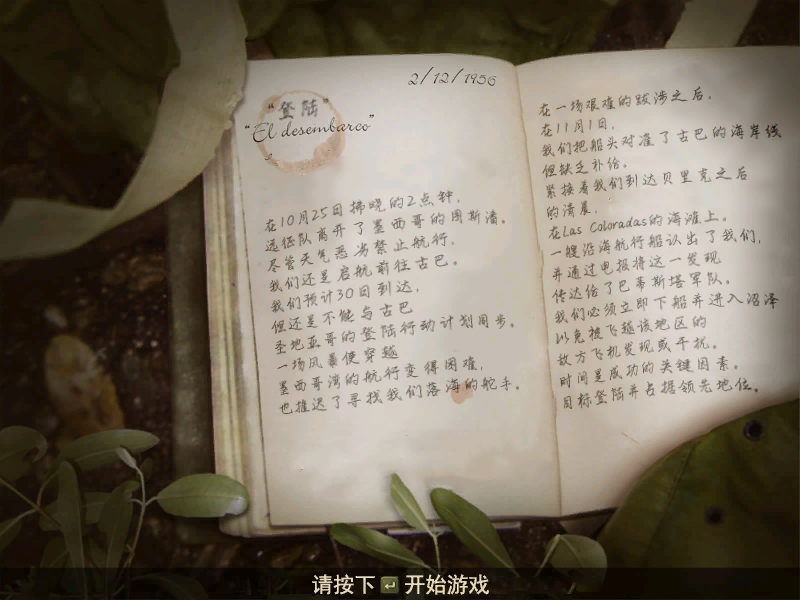 2/12/1956
“登陆”
“El desembarco”
在10月25日拂晓的2点钟，
远征队离开了墨西哥的图斯潘。
尽管天气恶劣禁止航行，
我们还是启航前往古巴。
我们预计30日到达，
但还是不能与古巴
圣地亚哥的登陆行动计划同步。
一场风暴使穿越
墨西哥湾的航行变得困难，
也推迟了寻找我们落海的舵手。
在一场艰难的跋涉之后，
在11月1日，
我们把船头对准了古巴的海岸线
但缺乏补给。
紧接着我们到达贝里克之后
的清晨，
在Las Coloradas的海滩上。
一艘沿海航行船认出了我们，
并通过电报将这一发现
传达给了巴蒂斯塔军队。
我们必须立即下船并进入沼泽
以免被飞越该地区的
敌方飞机发现或干扰。
时间是成功的关键因素。
目标登陆并占据领先地位。
请按下 ↵ 开始游戏